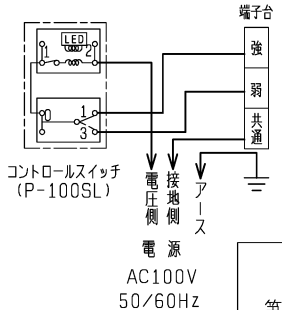 端子台
LED
1
2
強
0
1
3
弱
共通
コントロールスイッチ
(P-100SL)
電圧側
接地側
アース
電源
AC100V
50/60Hz
第